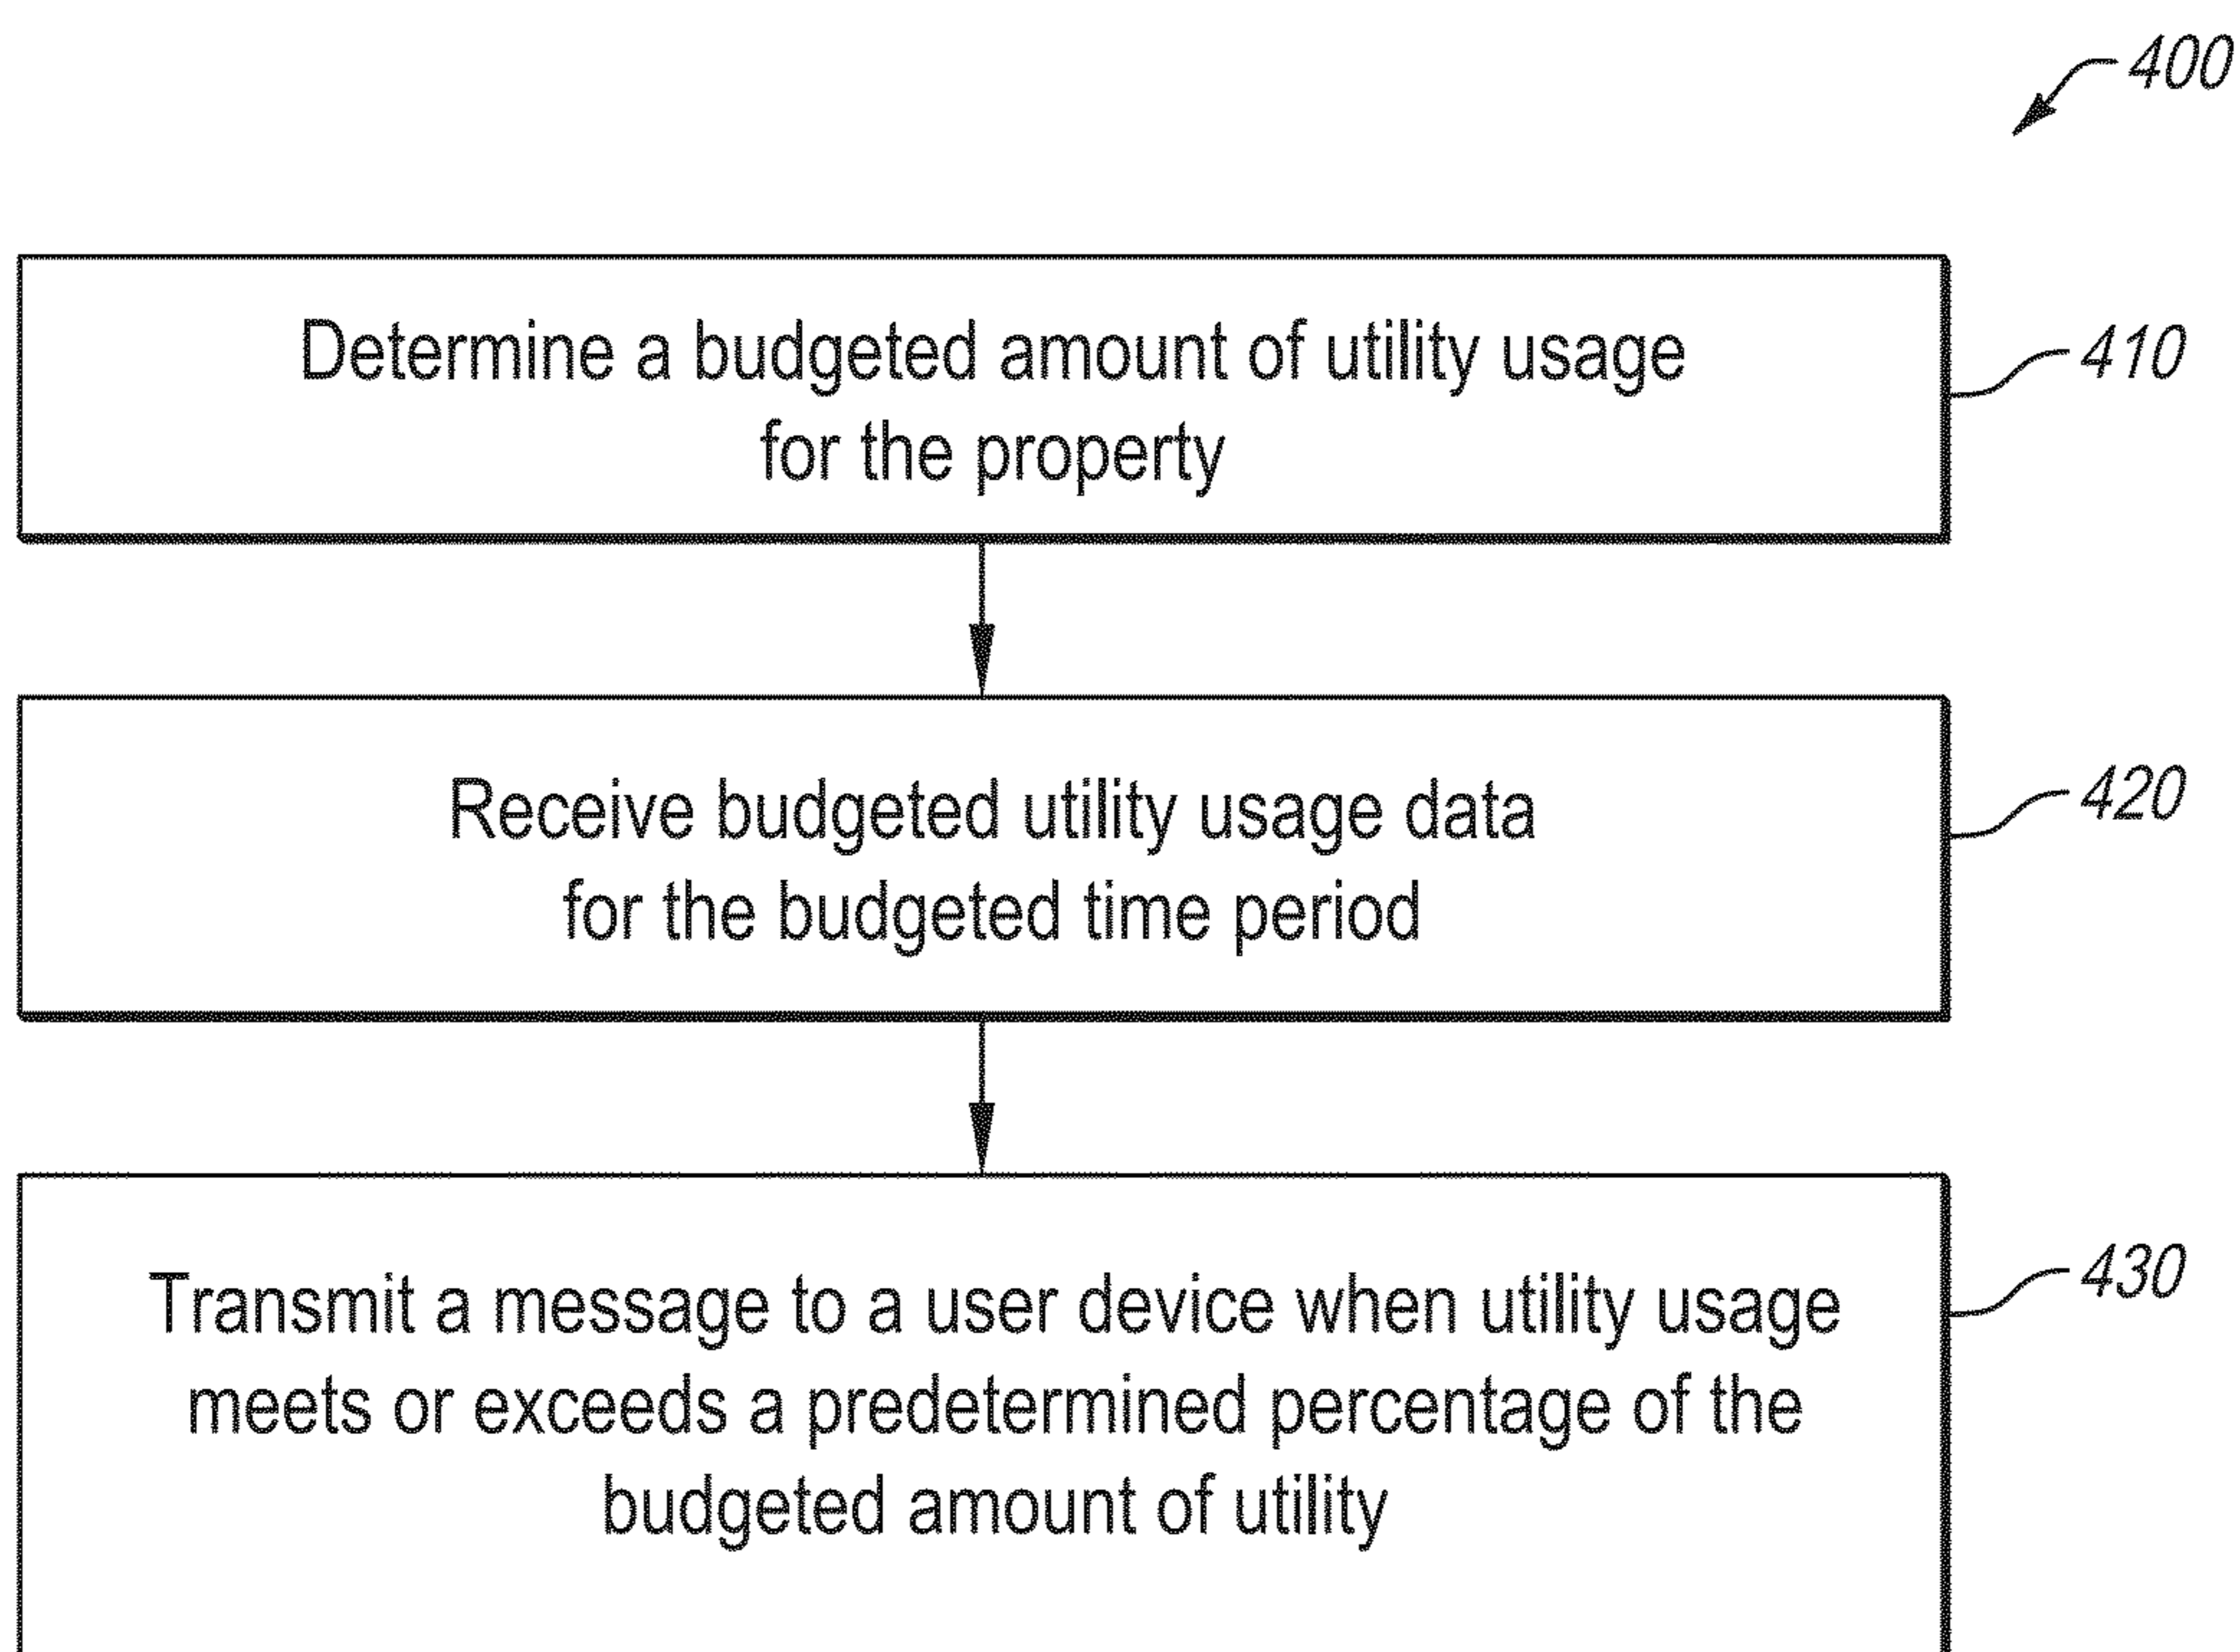 400
Determine a budgeted amount of utility usage
for the property
410
Receive budgeted utility usage data
for the budgeted time period
420
Transmit a message to a user device when utility usage
meets or exceeds a predetermined percentage of the
budgeted amount of utility
430